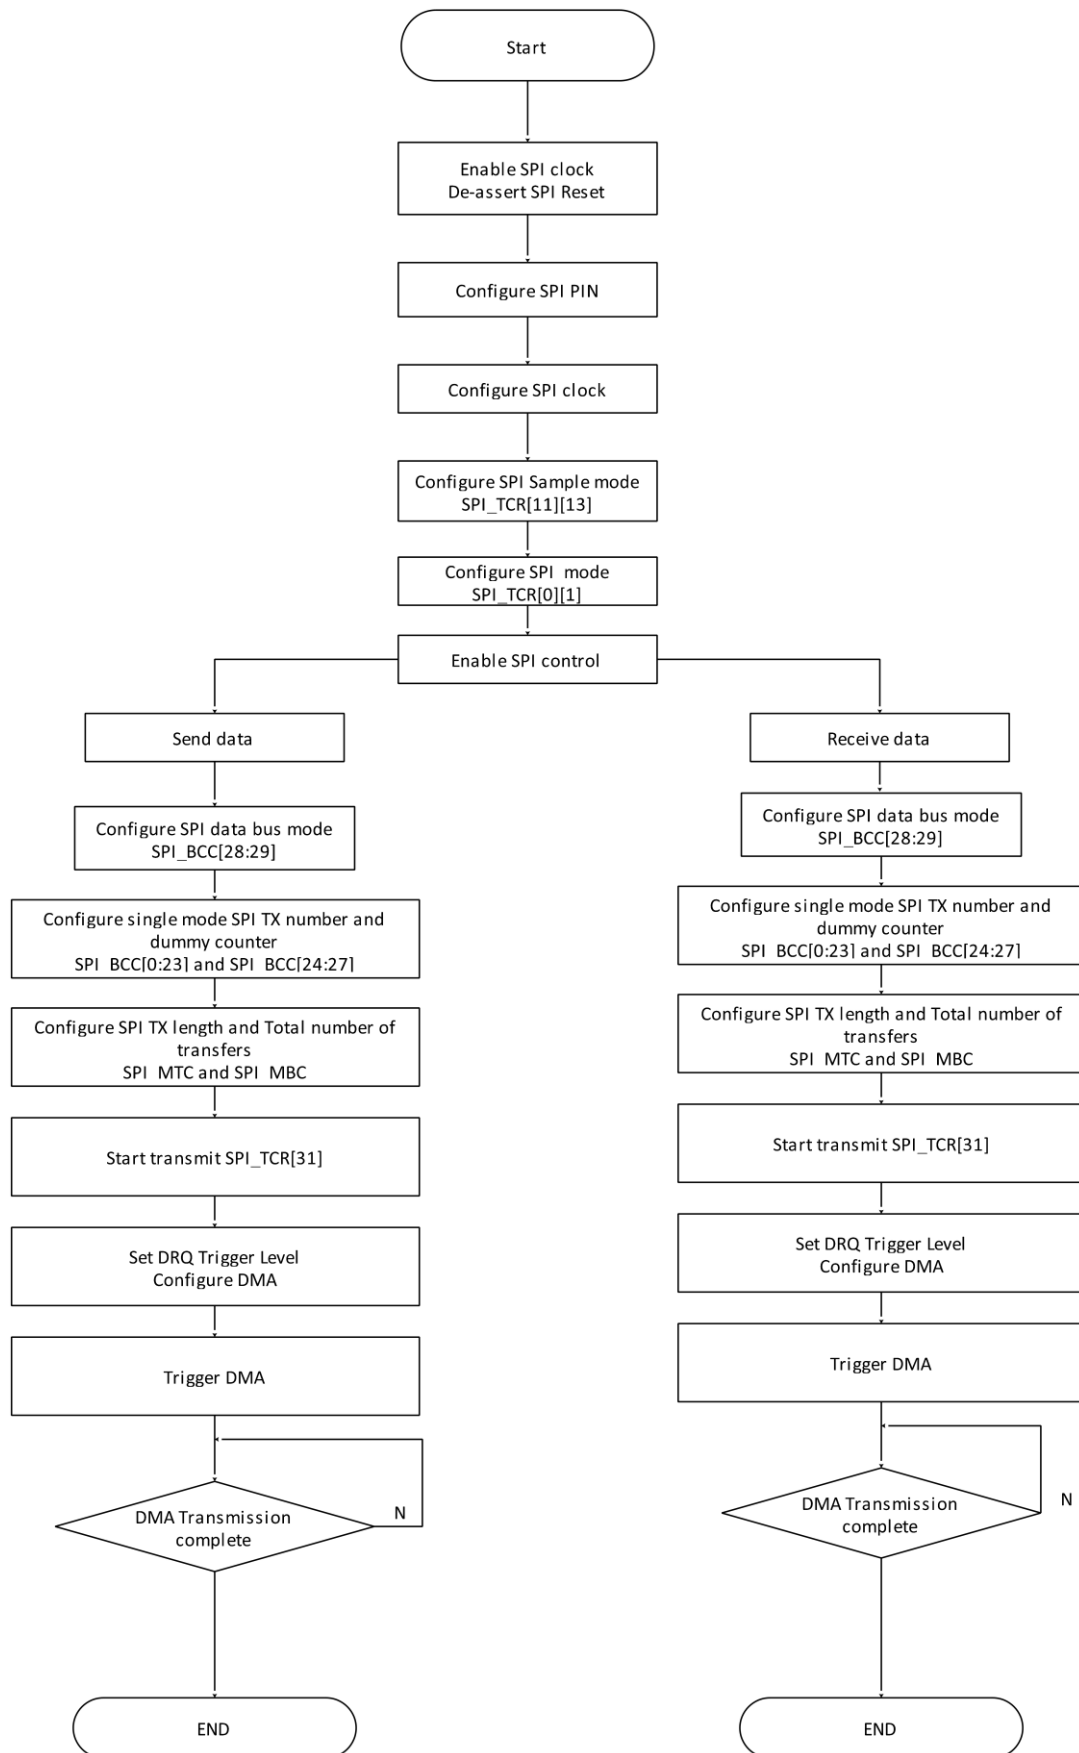 Start
Enable SPI clock
De-assert SPI Reset
Configure SPI PIN
Configure SPI clock
Configure SPI Sample mode
SPI_TCR[11][13]
Configure SPI mode
SPI_TCR[0][1]
Enable SPI control
Send data
Configure SPI data bus mode
SPI_BCC[28:29]
Configure single mode SPI TX number and
dummy counter
SPI_BCC[0:23] and SPI_BCC[24:27]
Configure SPI TX length and Total number of
transfers
SPI_MTC and SPI_MBC
Start transmit SPI_TCR[31]
Set DRQ Trigger Level
Configure DMA
Trigger DMA
DMA Transmission
complete
N
END
Receive data
Configure SPI data bus mode
SPI_BCC[28:29]
Configure single mode SPI TX number and
dummy counter
SPI_BCC[0:23] and SPI_BCC[24:27]
Configure SPI TX length and Total number of
transfers
SPI_MTC and SPI_MBC
Start transmit SPI_TCR[31]
Set DRQ Trigger Level
Configure DMA
Trigger DMA
DMA Transmission
complete
N
END